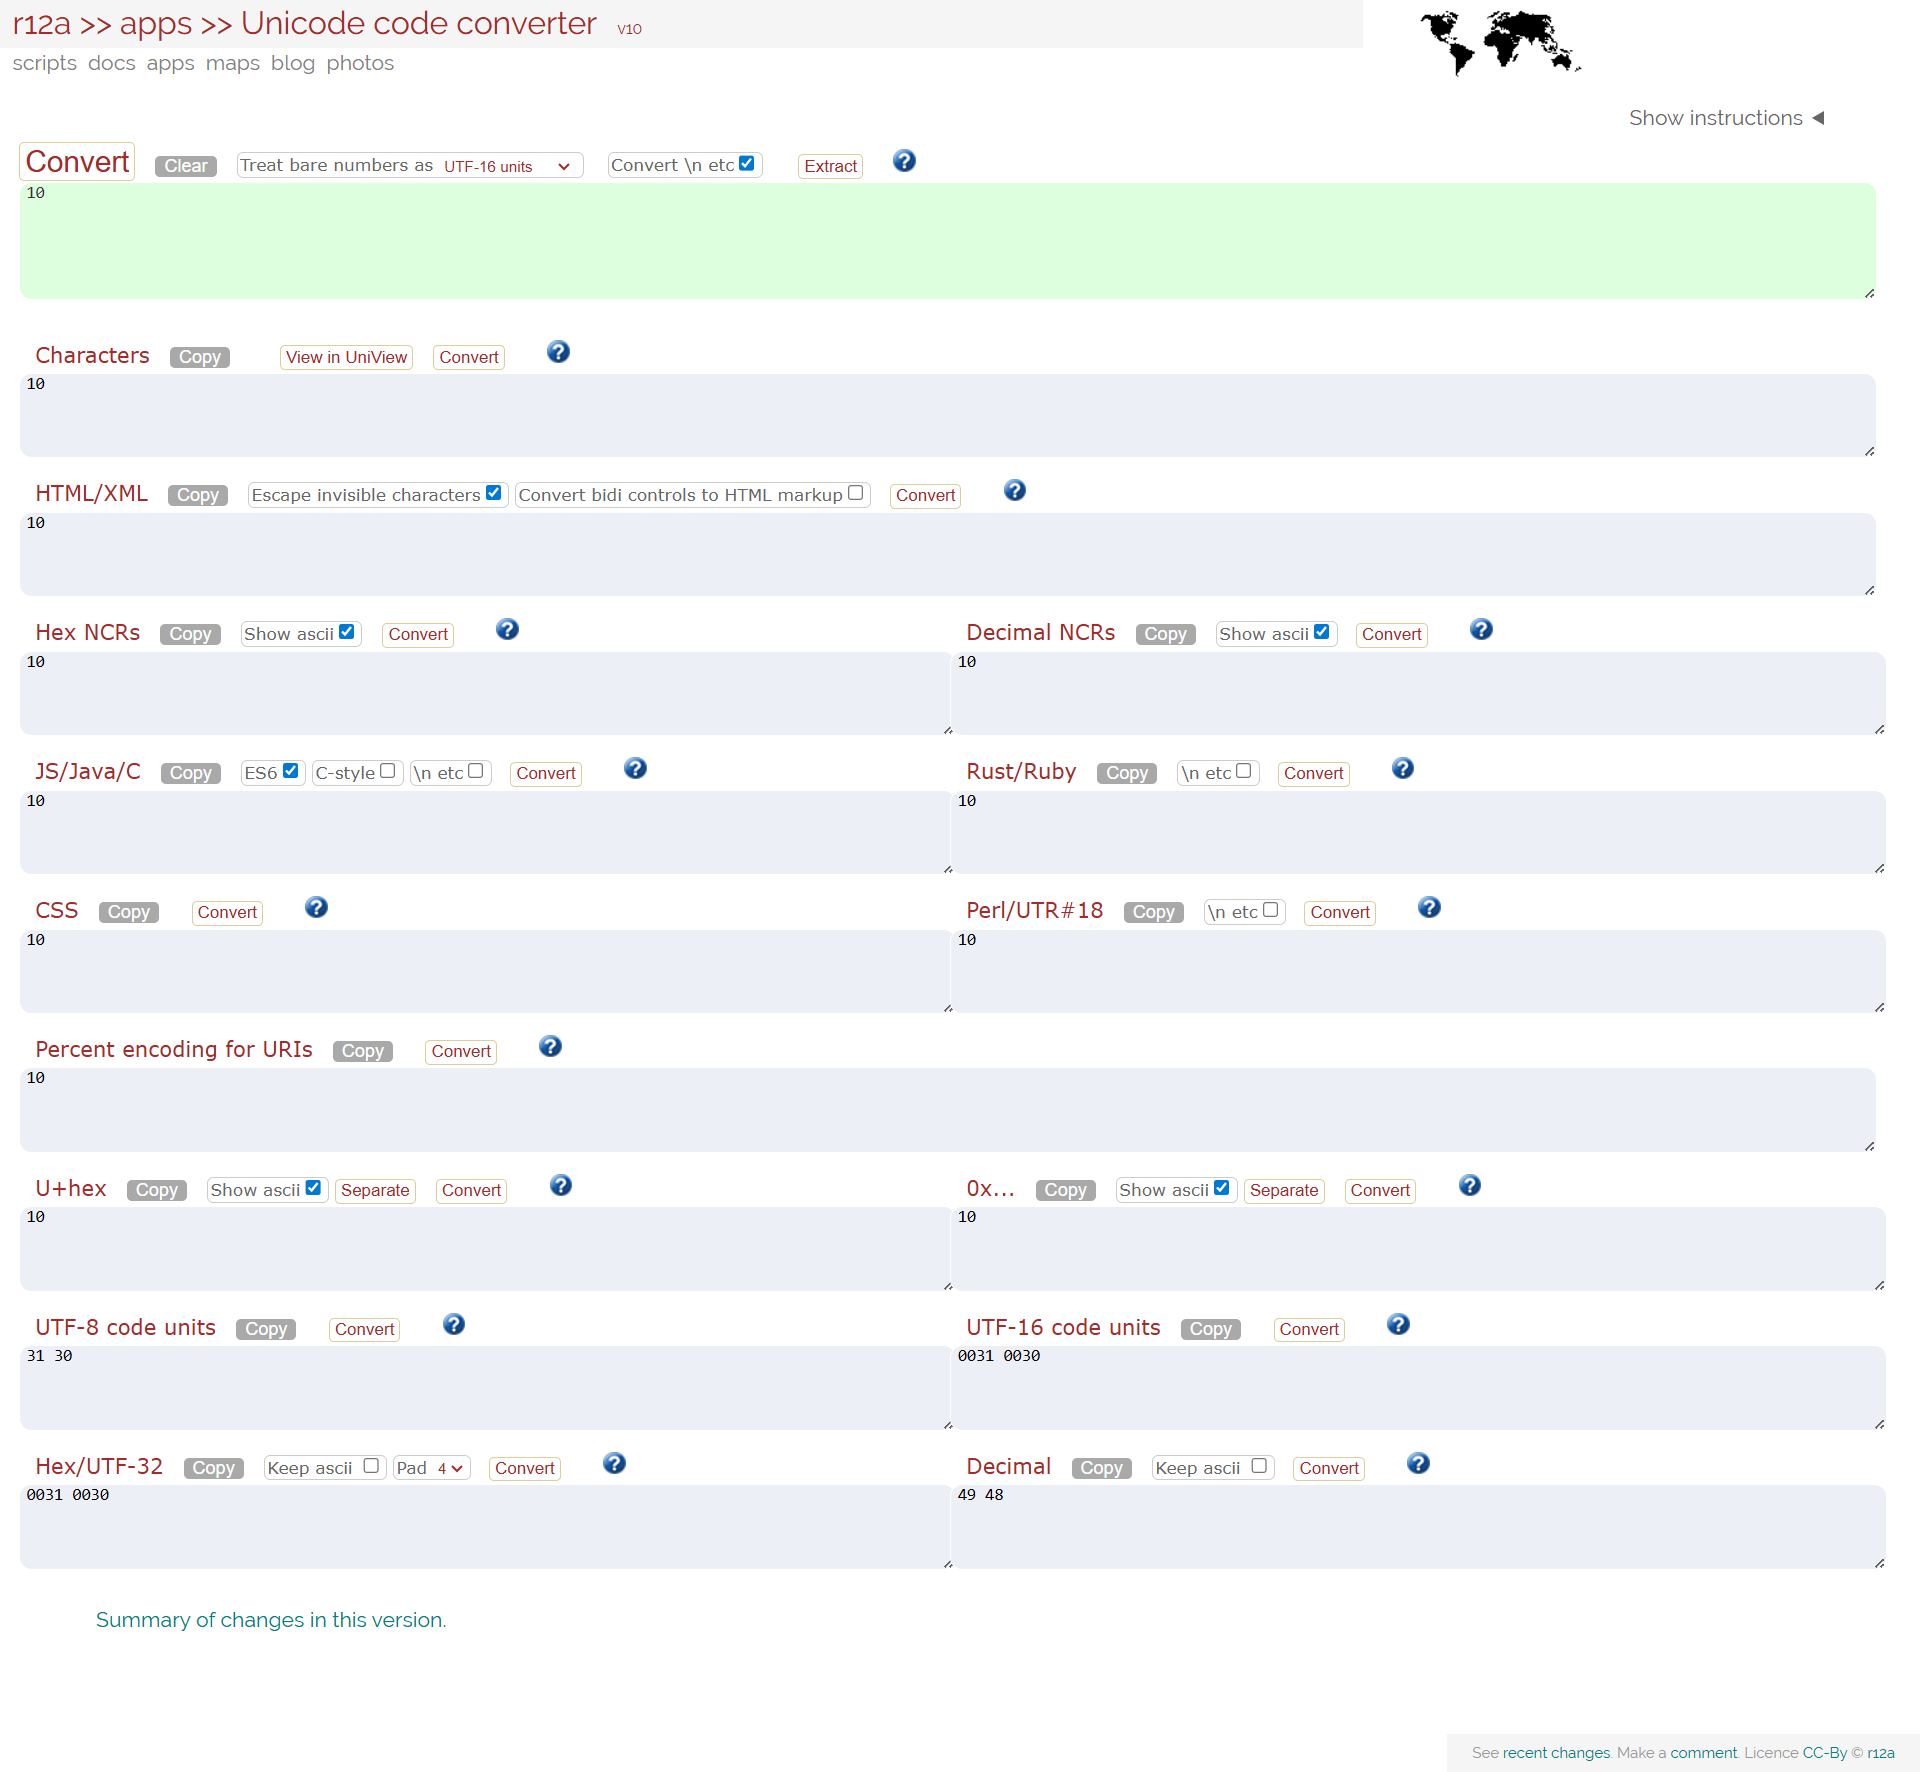 r12a >> apps >> Unicode code converter v10
scripts docs apps maps blog photos
Show instructions ◀
Convert Clear Treat bare numbers as UTF-16 units Convert \n etc Extract ?
10
Characters Copy View in UniView Convert ?
10
HTML/XML Copy Escape invisible characters Convert bidi controls to HTML markup Convert ?
10
Hex NCRs Copy Show ascii Convert ?
10
Decimal NCRs Copy Show ascii Convert ?
10
JS/Java/C Copy ES6 C-style \n etc Convert ?
10
Rust/Ruby Copy \n etc Convert ?
10
CSS Copy Convert ?
10
Perl/UTR#18 Copy \n etc Convert ?
10
Percent encoding for URIs Copy Convert ?
10
U+hex Copy Show ascii Separate Convert ?
10
0x... Copy Show ascii Separate Convert ?
10
UTF-8 code units Copy Convert ?
31 30
UTF-16 code units Copy Convert ?
0031 0030
Hex/UTF-32 Copy Keep ascii Pad 4 Convert ?
0031 0030
Decimal Copy Keep ascii Convert ?
49 48
Summary of changes in this version.
See recent changes. Make a comment. Licence CC-By © r12a